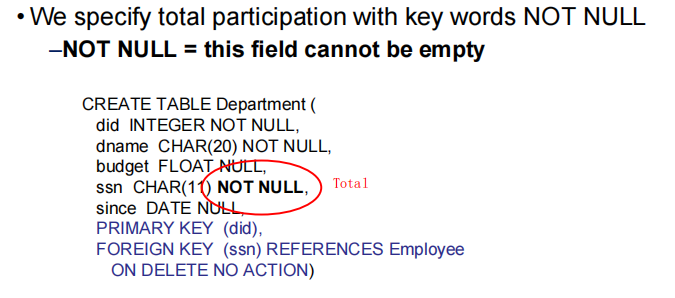 • We specify total participation with key words NOT NULL
–NOT NULL = this field cannot be empty
CREATE TABLE Department (
did INTEGER NOT NULL,
dname CHAR(20) NOT NULL,
budget FLOAT NULL,
ssn CHAR(11) NOT NULL, Total
since DATE NULL,
PRIMARY KEY (did),
FOREIGN KEY (ssn) REFERENCES Employee
ON DELETE NO ACTION)